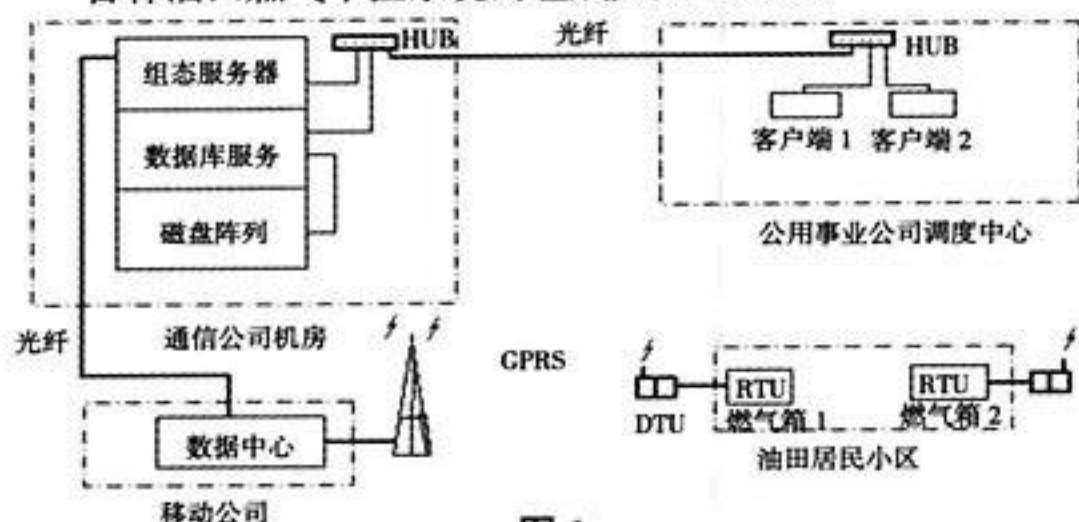 HUB
光纤
HUB
组态服务器
数据库服务
磁盘阵列
客户端 1
客户端 2
公用事业公司调度中心
光纤
通信公司机房
GPRS
RTU
RTU
DTU
燃气箱 1
燃气箱 2
数据中心
油田居民小区
移动公司